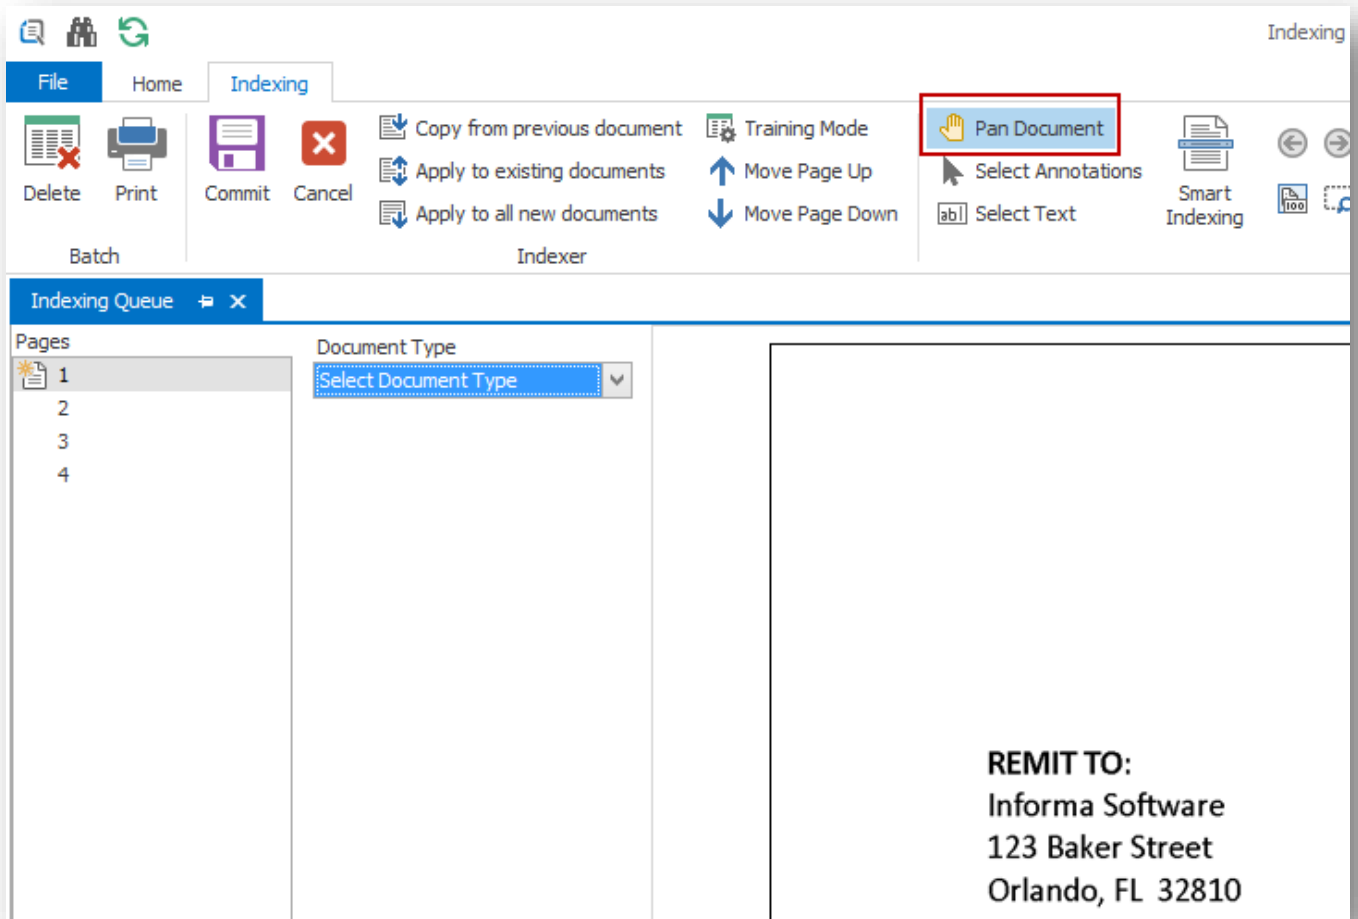 Indexing
File
Home
Indexing
Delete
Print
Commit
Cancel
Copy from previous document
Apply to existing documents
Apply to all new documents
Training Mode
Move Page Up
Move Page Down
Pan Document
Select Annotations
ab Select Text
Smart
Indexing
100
Batch
Indexer
Indexing Queue
Pages
1
2
3
4
Document Type
Select Document Type
REMIT TO:
Informa Software
123 Baker Street
Orlando, FL 32810